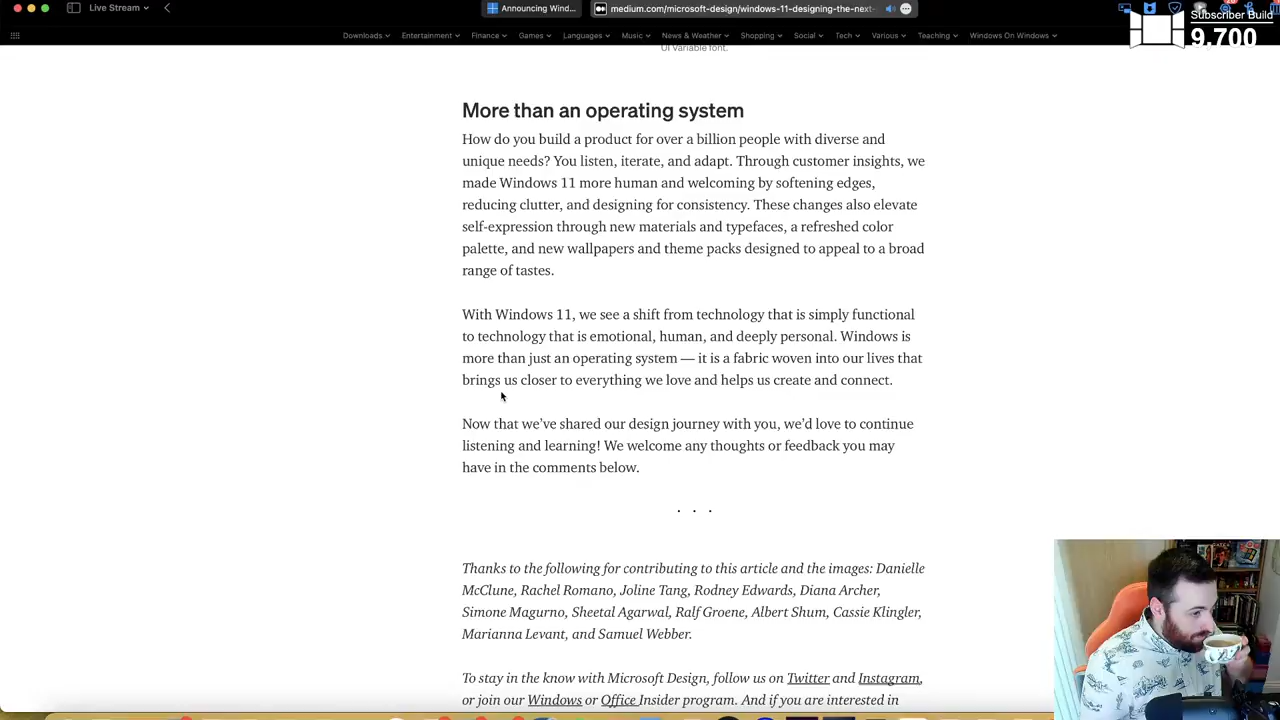 Live Stream
Announcing Wind...
medium.com/microsoft-design/windows-11-designing-the-next-
Subscriber Build
9,700
Downloads
Entertainment
Finance
Games
Languages
Music
News & Weather
Shopping
Social
Tech
Various
Teaching
Windows On Windows
UI Variable font.
More than an operating system
How do you build a product for over a billion people with diverse and
unique needs? You listen, iterate, and adapt. Through customer insights, we
made Windows 11 more human and welcoming by softening edges,
reducing clutter, and designing for consistency. These changes also elevate
self-expression through new materials and typefaces, a refreshed color
palette, and new wallpapers and theme packs designed to appeal to a broad
range of tastes.
With Windows 11, we see a shift from technology that is simply functional
to technology that is emotional, human, and deeply personal. Windows is
more than just an operating system — it is a fabric woven into our lives that
brings us closer to everything we love and helps us create and connect.
Now that we’ve shared our design journey with you, we’d love to continue
listening and learning! We welcome any thoughts or feedback you may
have in the comments below.
. . .
Thanks to the following for contributing to this article and the images: Danielle
McClune, Rachel Romano, Joline Tang, Rodney Edwards, Diana Archer,
Simone Magurno, Sheetal Agarwal, Ralf Groene, Albert Shum, Cassie Klingler,
Marianna Levant, and Samuel Webber.
To stay in the know with Microsoft Design, follow us on Twitter and Instagram,
or join our Windows or Office Insider program. And if you are interested in